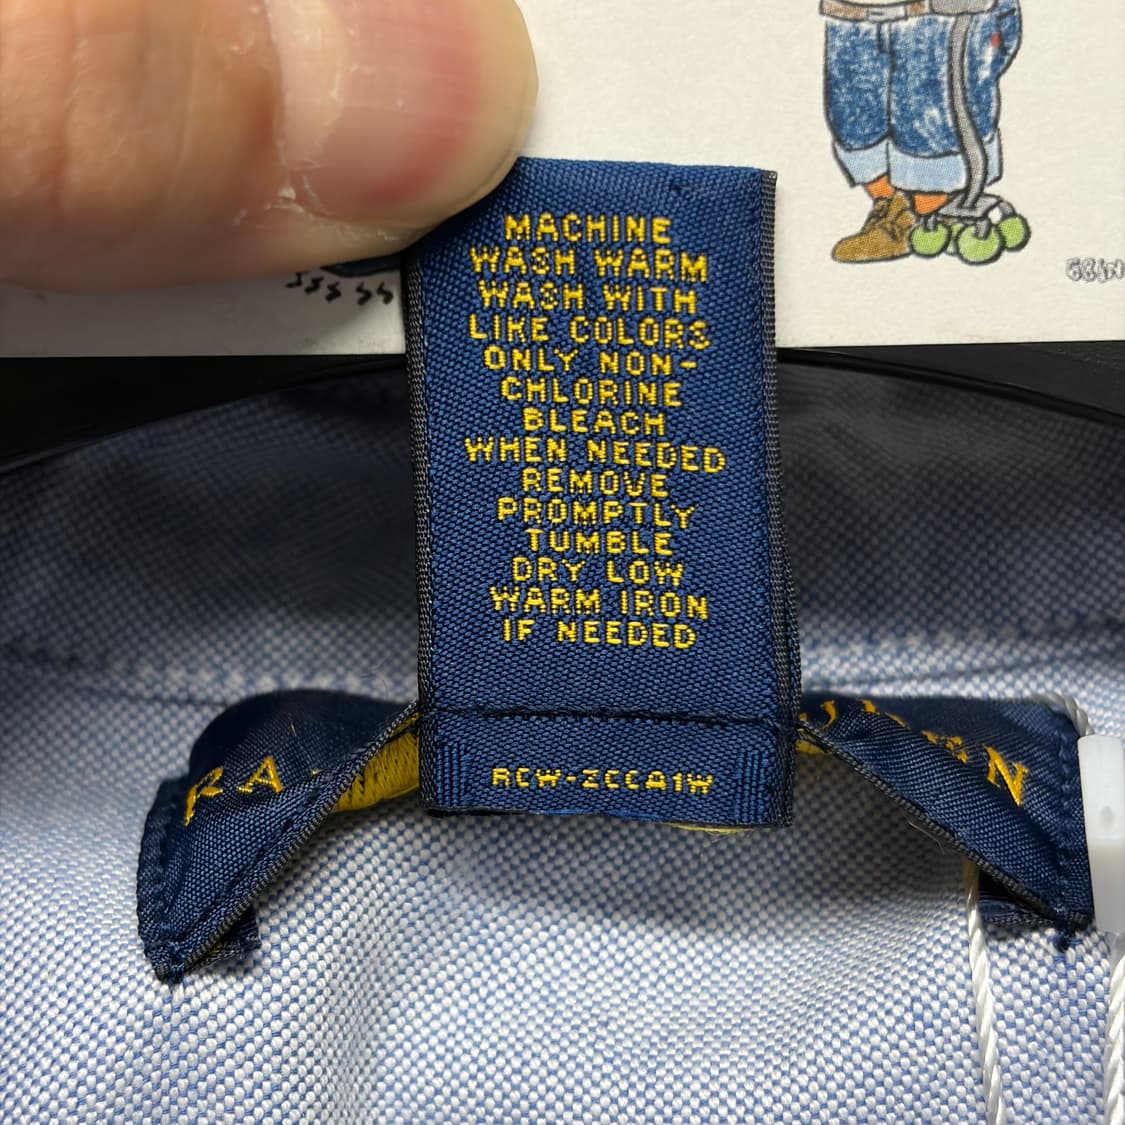 MACHINE
WASH WARM
WASH WITH
LIKE COLORS
ONLY NON-
CHLORINE
BLEACH
WHEN NEEDED
REMOVE
PROMPTLY
TUMBLE
DRY LOW
WARM IRON
IF NEEDED
RCW-ZCCA1W